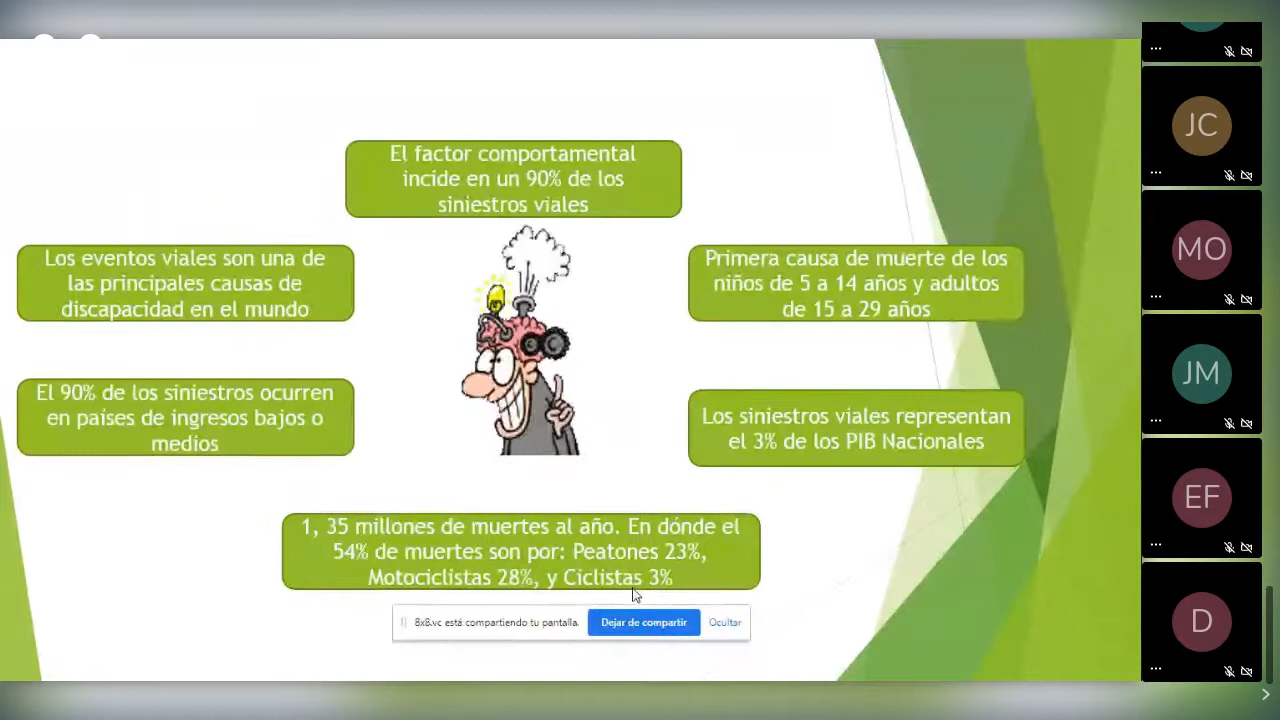 El factor comportamental
incide en un 90% de los
siniestros viales
Los eventos viales son una de
las principales causas de
discapacidad en el mundo
Primera causa de muerte de los
niños de 5 a 14 años y adultos
de 15 a 29 años
El 90% de los siniestros ocurren
en países de ingresos bajos o
medios
Los siniestros viales representan
el 3% de los PIB Nacionales
1, 35 millones de muertes al año. En dónde el
54% de muertes son por: Peatones 23%,
Motociclistas 28%, y Ciclistas 3%
8x8.vc está compartiendo tu pantalla.
Dejar de compartir
Ocultar
JC
MO
JM
EF
D